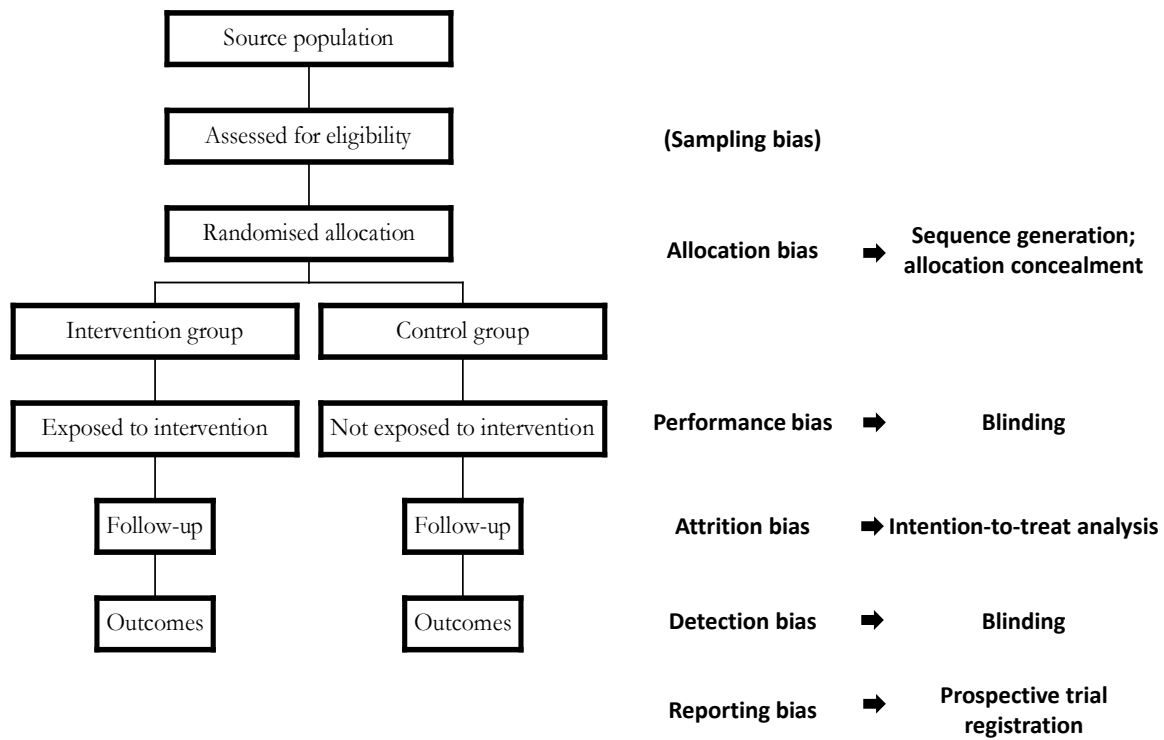 Source population
Assessed for eligibility
(Sampling bias)
Randomised allocation
Allocation bias
Sequence generation;
allocation concealment
Intervention group
Control group
Exposed to intervention
Not exposed to intervention
Performance bias
Blinding
Follow-up
Follow-up
Attrition bias
Intention-to-treat analysis
Outcomes
Outcomes
Detection bias
Blinding
Reporting bias
Prospective trial
registration